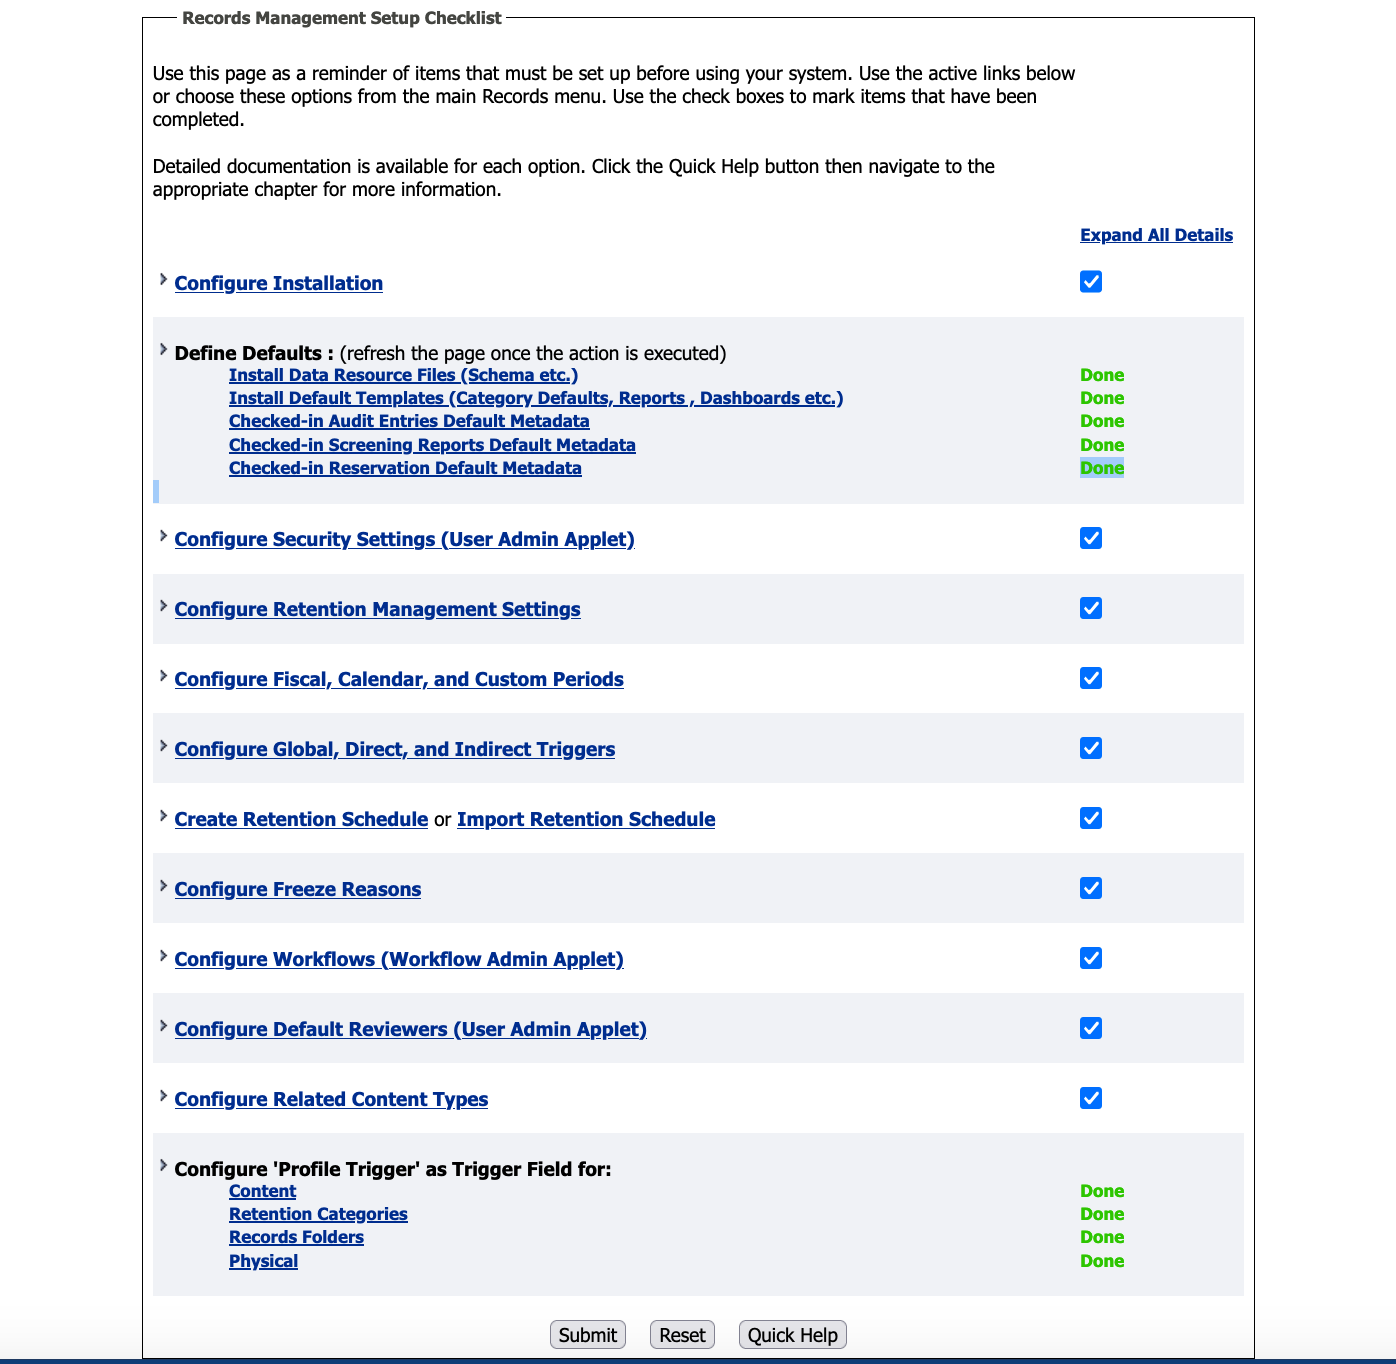 Records Management Setup Checklist
Use this page as a reminder of items that must be set up before using your system. Use the active links below
or choose these options from the main Records menu. Use the check boxes to mark items that have been
completed.
Detailed documentation is available for each option. Click the Quick Help button then navigate to the
appropriate chapter for more information.
Expand All Details
Configure Installation
Define Defaults : (refresh the page once the action is executed)
Install Data Resource Files (Schema etc.) Done
Install Default Templates (Category Defaults, Reports , Dashboards etc.) Done
Checked-in Audit Entries Default Metadata Done
Checked-in Screening Reports Default Metadata Done
Checked-in Reservation Default Metadata Done
Configure Security Settings (User Admin Applet)
Configure Retention Management Settings
Configure Fiscal, Calendar, and Custom Periods
Configure Global, Direct, and Indirect Triggers
Create Retention Schedule or Import Retention Schedule
Configure Freeze Reasons
Configure Workflows (Workflow Admin Applet)
Configure Default Reviewers (User Admin Applet)
Configure Related Content Types
Configure 'Profile Trigger' as Trigger Field for:
Content Done
Retention Categories Done
Records Folders Done
Physical Done
Submit Reset Quick Help